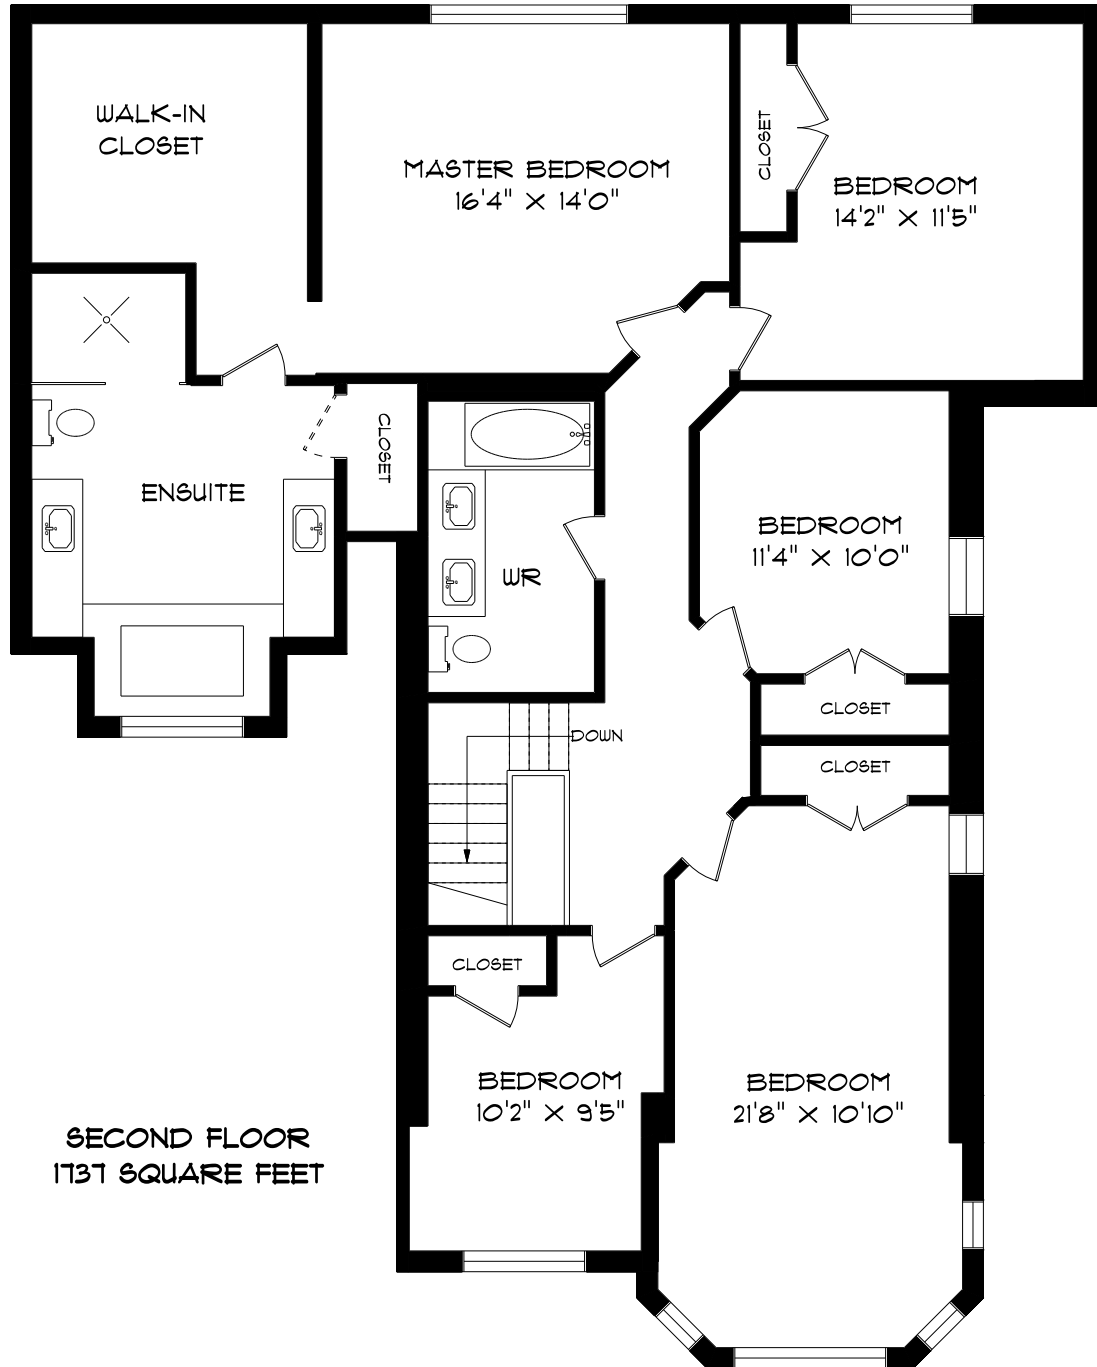 WALK-IN
CLOSET
MASTER BEDROOM
16'4" X 14'0"
CLOSET
BEDROOM
14'2" X 11'5"
CLOSET
ENSUITE
BEDROOM
11'4" X 10'0"
WR
CLOSET
DOWN
CLOSET
CLOSET
BEDROOM
10'2" X 9'5"
BEDROOM
21'8" X 10'10"
SECOND FLOOR
1737 SQUARE FEET